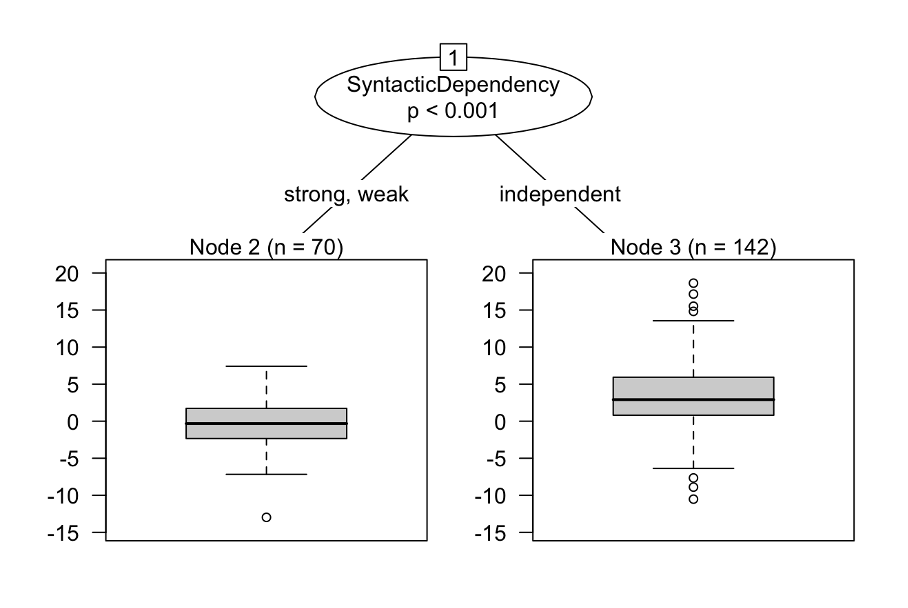 1
SyntacticDependency
p < 0.001
strong, weak
independent
Node 2 (n = 70)
20
15
10
5
0
-5
-10
-15
Node 3 (n = 142)
20
15
10
5
0
-5
-10
-15